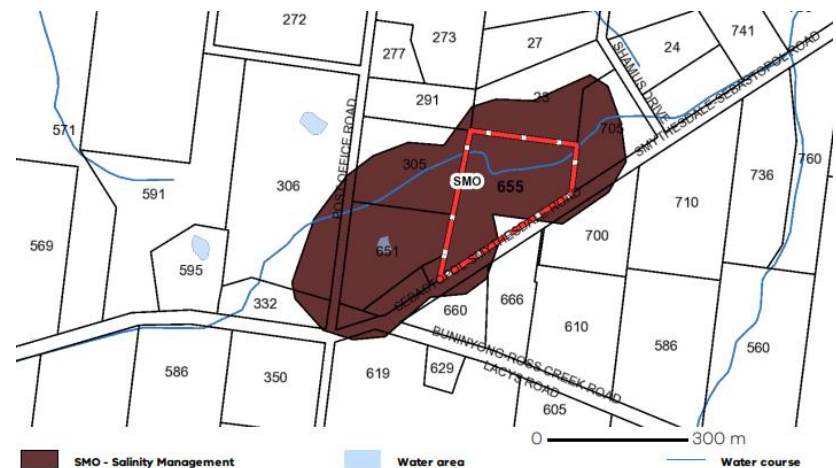 272
273
741
277
27
24
SHAMUS DRIVE
SMYTHESDALE-SEBASTOPOL ROAD
291
25
571
705
POST OFFICE ROAD
305
760
SMO
591
306
655
736
710
569
700
595
651
SEBASTOPOL-SMYTHESDALE ROAD
332
660
666
610
BUNINYONG-ROSS CREEK ROAD
586
560
586
350
619
629
LACYS ROAD
605
0 300 m
SMO - Salinity Management
Water area
Water course